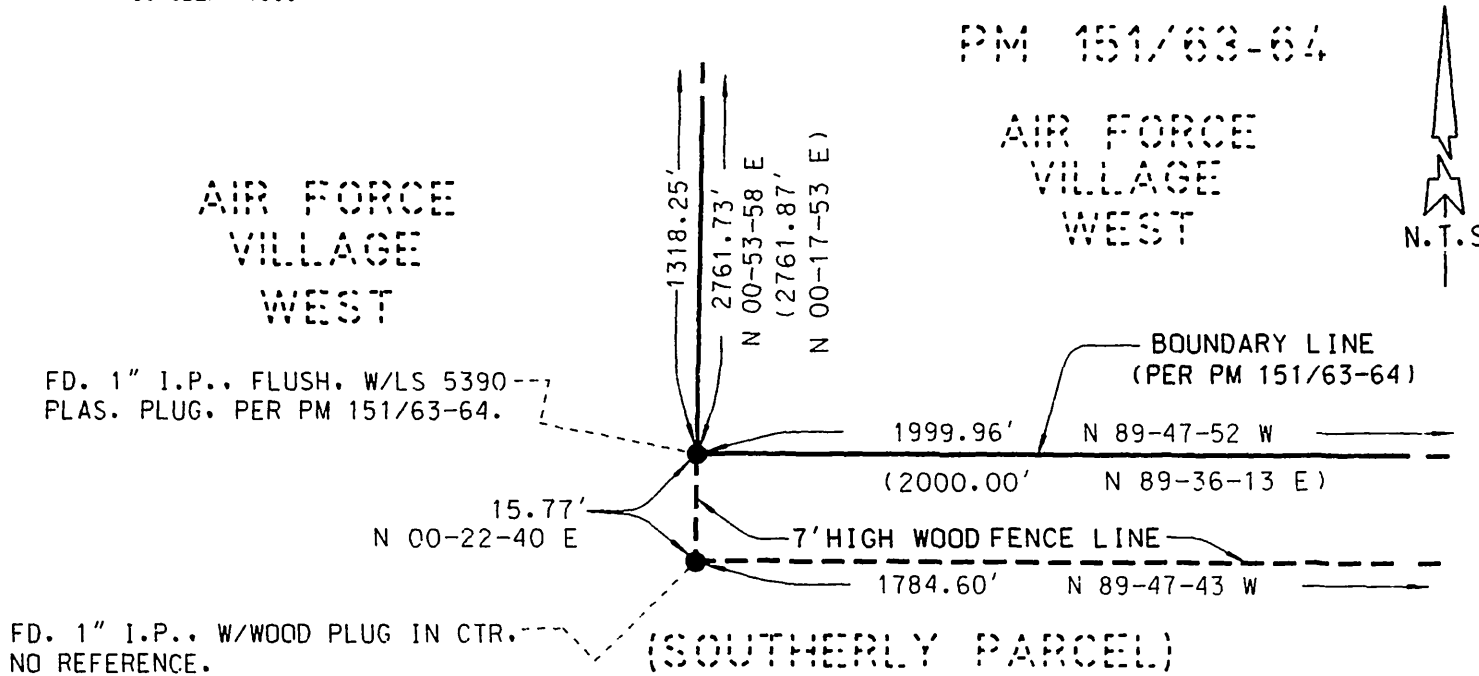 PM 151/63-64
AIR FORCE
VILLAGE
WEST
N.T.S
AIR FORCE
VILLAGE
WEST
1318.25'
2761.73'
N 00-53-58 E
(2761.87'
N 00-17-53 E)
BOUNDARY LINE
(PER PM 151/63-64)
FD. 1" I.P., FLUSH, W/LS 5390
PLAS. PLUG. PER PM 151/63-64.
1999.96' N 89-47-52 W
(2000.00' N 89-36-13 E)
15.77'
N 00-22-40 E
7'HIGH WOOD FENCE LINE
1784.60' N 89-47-43 W
FD. 1" I.P., W/WOOD PLUG IN CTR.
NO REFERENCE.
(SOUTHERLY PARCEL)